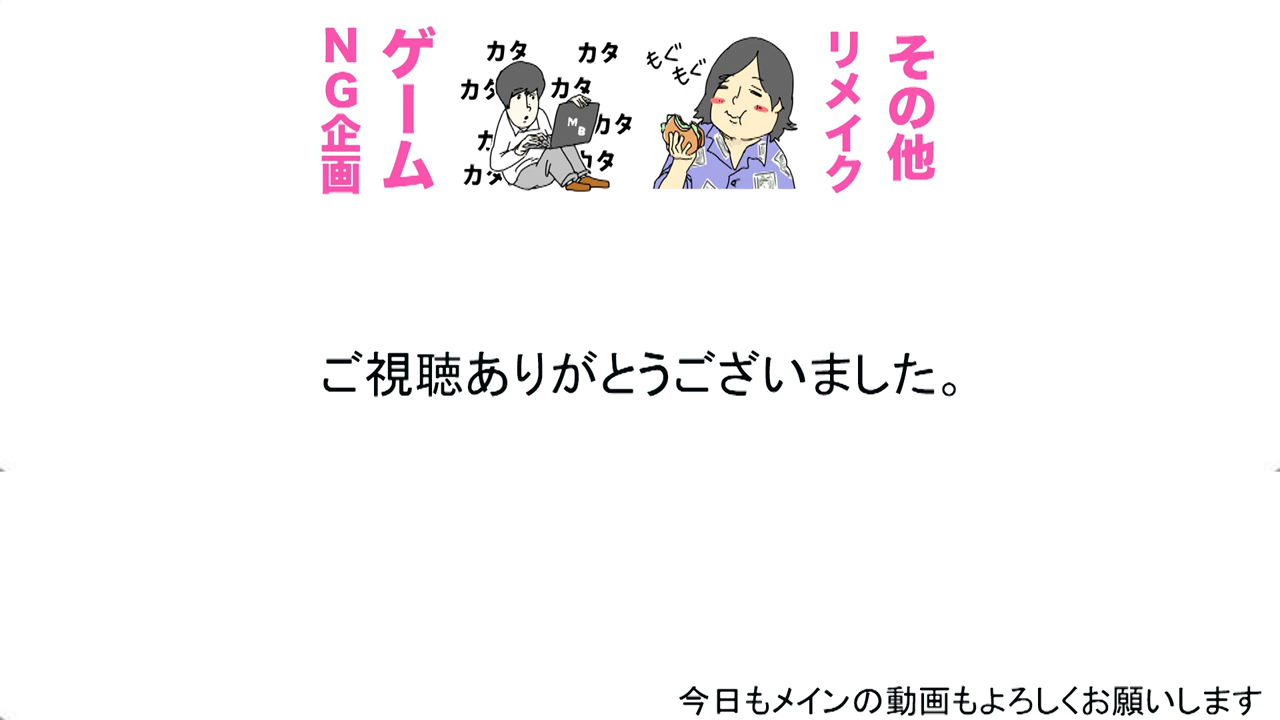 ゲーム
NG企画
カタ
カタ
カタ
カタ
カタ
カタ
カタ
カタ
MB
もぐ
もぐ
その他
リメイク
ご視聴ありがとうございました。
今日もメインの動画もよろしくお願いします